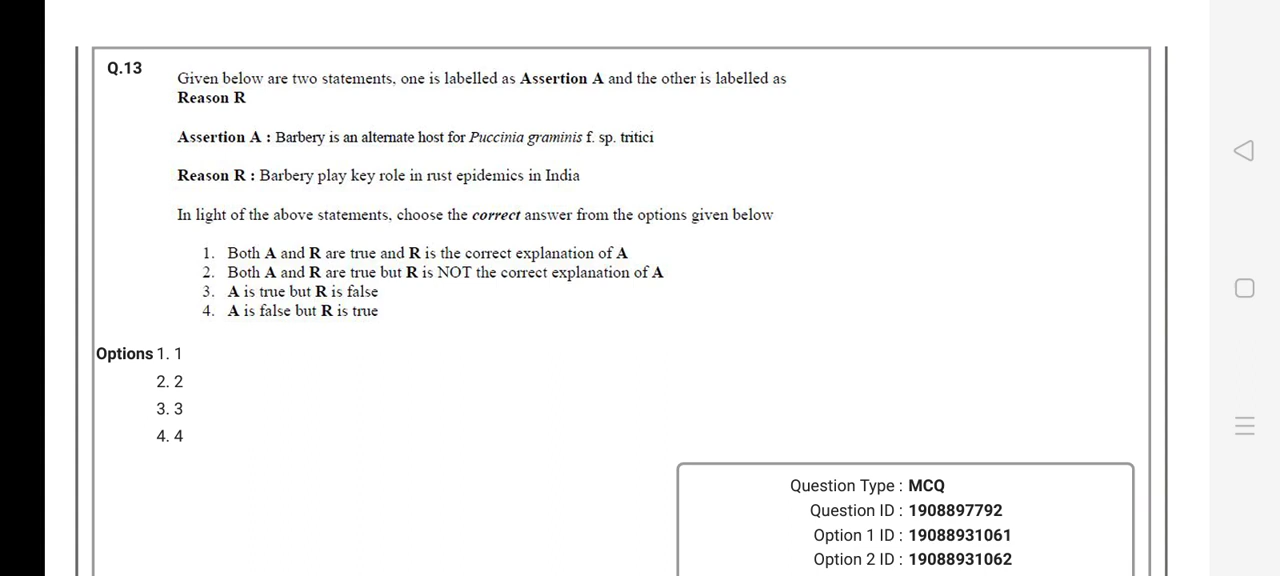 Q.13
Given below are two statements, one is labelled as Assertion A and the other is labelled as
Reason R
Assertion A : Barbery is an alternate host for Puccinia graminis f. sp. tritici
Reason R : Barbery play key role in rust epidemics in India
In light of the above statements, choose the correct answer from the options given below
1. Both A and R are true and R is the correct explanation of A
2. Both A and R are true but R is NOT the correct explanation of A
3. A is true but R is false
4. A is false but R is true
Options 1. 1
2. 2
3. 3
4. 4
Question Type : MCQ
Question ID : 1908897792
Option 1 ID : 19088931061
Option 2 ID : 19088931062